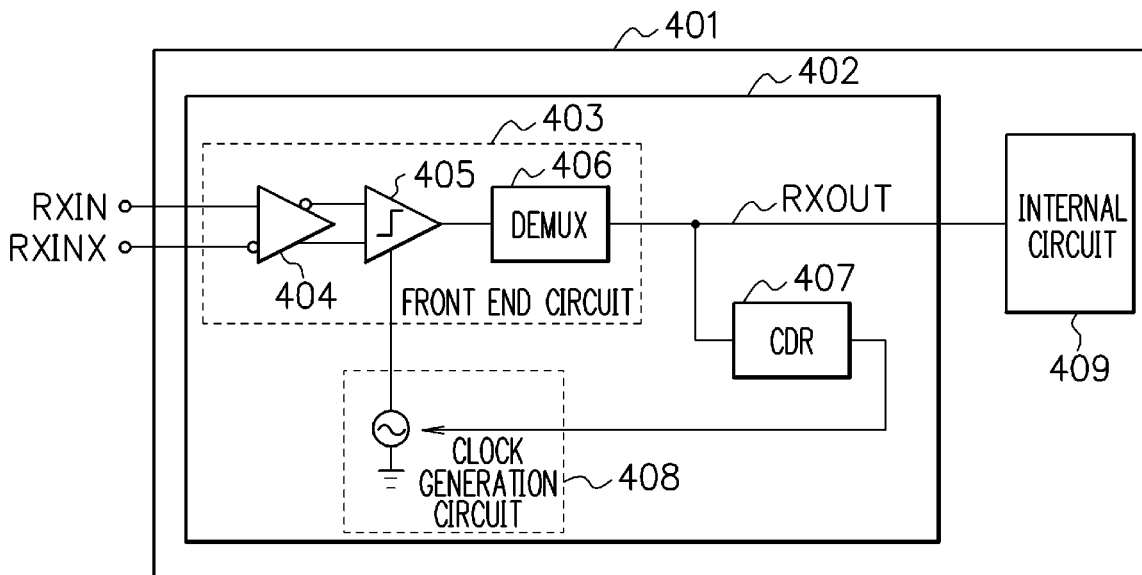 401
402
403
405
406
RXIN
RXINX
404
DEMUX
RXOUT
INTERNAL
CIRCUIT
FRONT END CIRCUIT
407
CDR
409
CLOCK
GENERATION
CIRCUIT
408